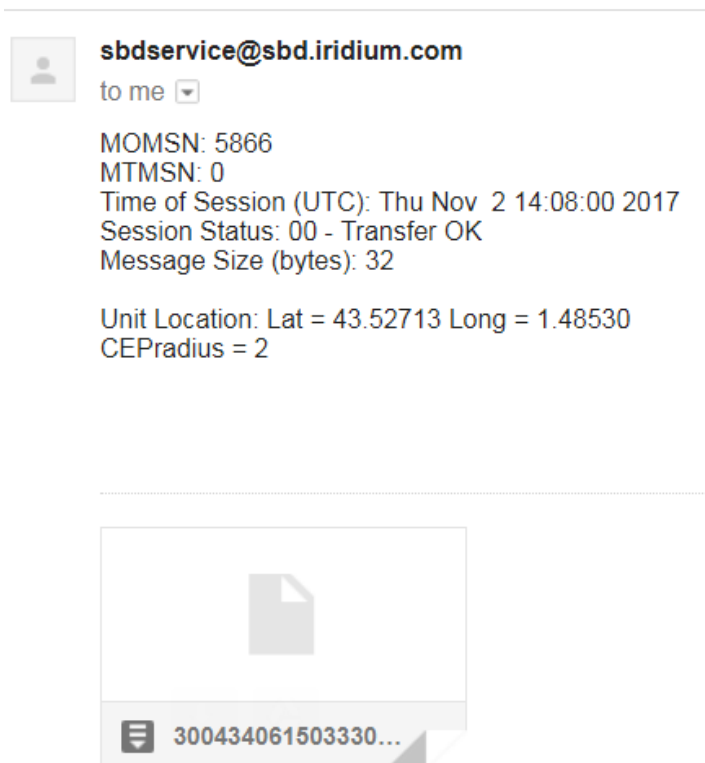 sbdservice@sbd.iridium.com
to me
MOMSN: 5866
MTMSN: 0
Time of Session (UTC): Thu Nov  2 14:08:00 2017
Session Status: 00 - Transfer OK
Message Size (bytes): 32
Unit Location: Lat = 43.52713 Long = 1.48530
CEPradius = 2
300434061503330...